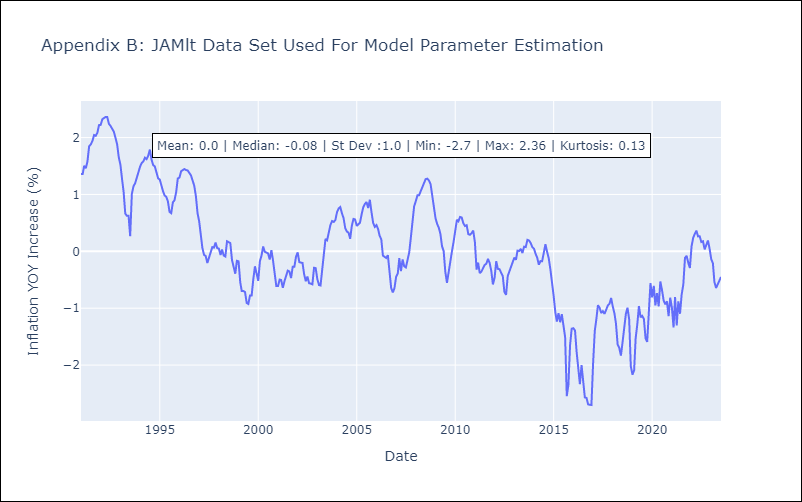 Appendix B: JAMlt Data Set Used For Model Parameter Estimation
Mean: 0.0 | Median: -0.08 | St Dev :1.0 | Min: -2.7 | Max: 2.36 | Kurtosis: 0.13
Inflation YOY Increase (%)
2
1
0
−1
−2
1995
2000
2005
2010
2015
2020
Date